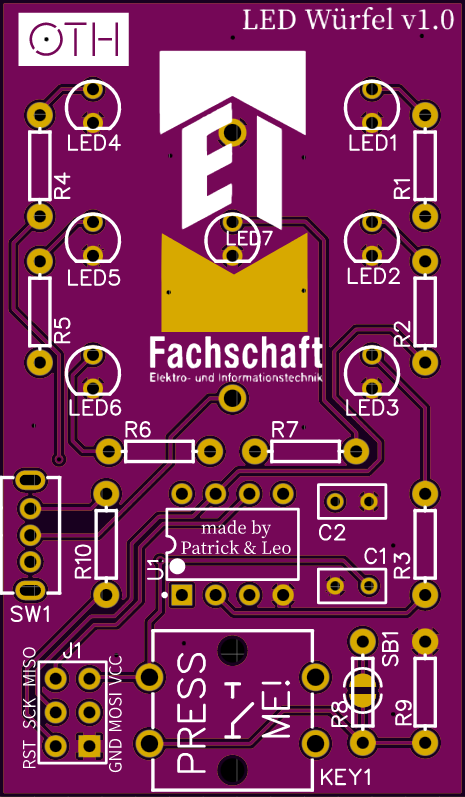 OTH
LED Würfel v1.0
LED4
LED1
R4
R1
EI
LED7
LED5
LED2
R5
R2
Fachschaft
Elektro- und Informationstechnik
LED6
LED3
R6
R7
made by
Patrick & Leo
C2
R10
U1
C1
R3
SW1
J1
SB1
RST SCK MISO
GND MOSI VCC
PRESS
ME!
R8
R9
KEY1